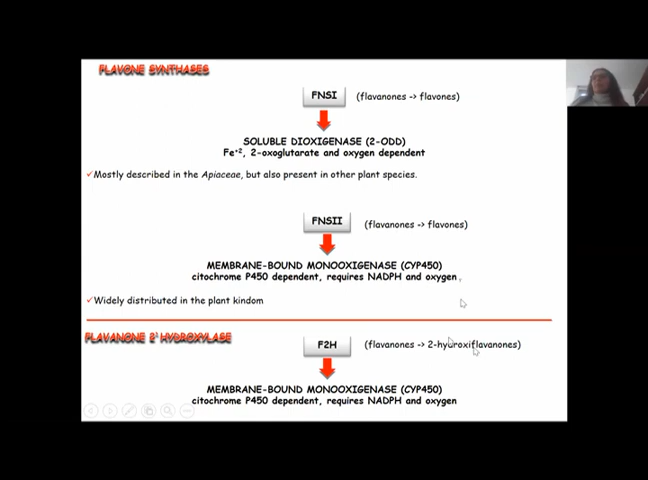 FLAVONE SYNTHASES
FNSI (flavanones -> flavones)
SOLUBLE DIOXIGENASE (2-ODD)
Fe+2, 2-oxoglutarate and oxygen dependent
✓Mostly described in the Apiaceae, but also present in other plant species.
FNSII (flavanones -> flavones)
MEMBRANE-BOUND MONOOXIGENASE (CYP450)
citochrome P450 dependent, requires NADPH and oxygen.
✓Widely distributed in the plant kindom
FLAVANONE 2' HYDROXYLASE
F2H (flavanones -> 2-hydroxiflavanones)
MEMBRANE-BOUND MONOOXIGENASE (CYP450)
citochrome P450 dependent, requires NADPH and oxygen